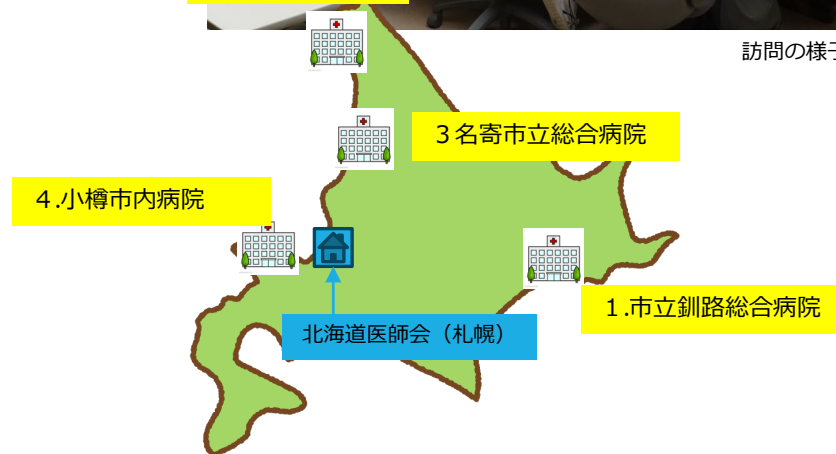 訪問の様子
３名寄市立総合病院
４.小樽市内病院
１.市立釧路総合病院
北海道医師会（札幌）